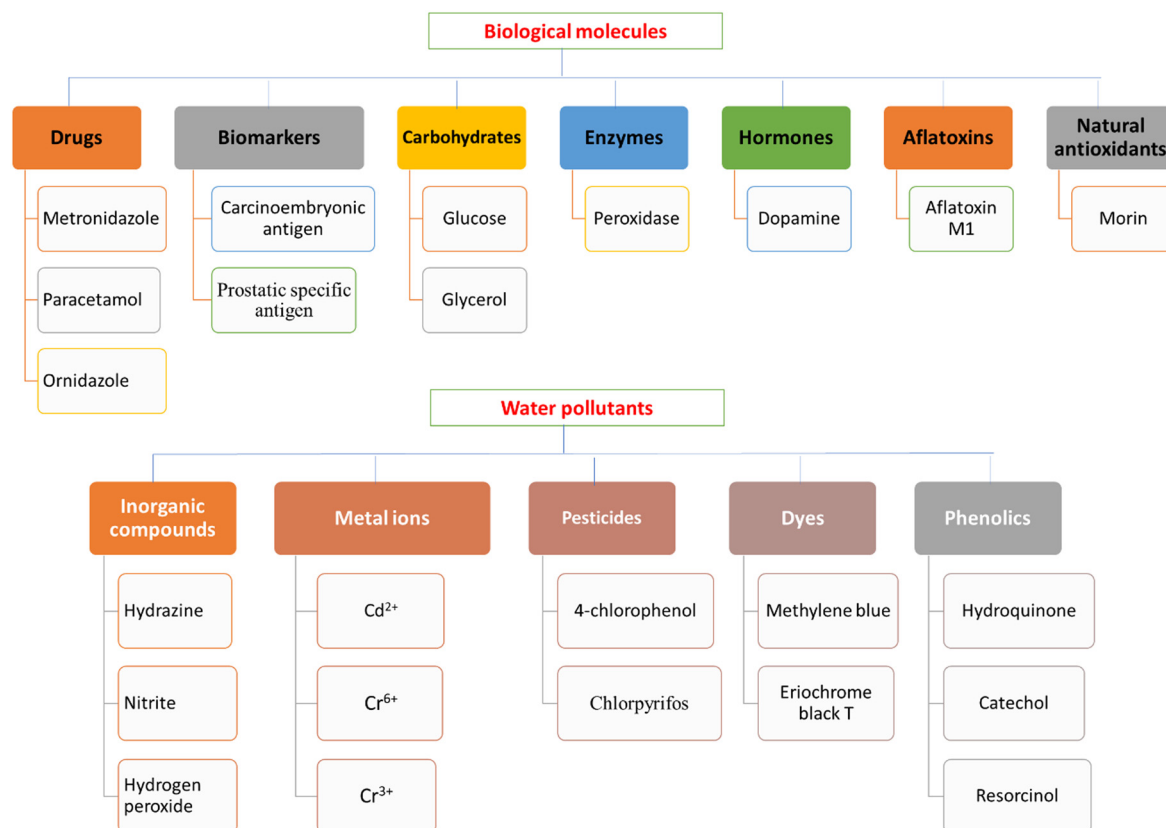 Biological molecules
Drugs
Biomarkers
Carbohydrates
Enzymes
Hormones
Aflatoxins
Natural
antioxidants
Metronidazole
Carcinoembryonic
antigen
Glucose
Peroxidase
Dopamine
Aflatoxin
M1
Morin
Paracetamol
Prostatic specific
antigen
Glycerol
Ornidazole
Water pollutants
Inorganic
compounds
Metal ions
Pesticides
Dyes
Phenolics
Hydrazine
Cd²⁺
4-chlorophenol
Methylene blue
Hydroquinone
Nitrite
Cr⁶⁺
Chlorpyrifos
Eriochrome
black T
Catechol
Hydrogen
peroxide
Cr³⁺
Resorcinol